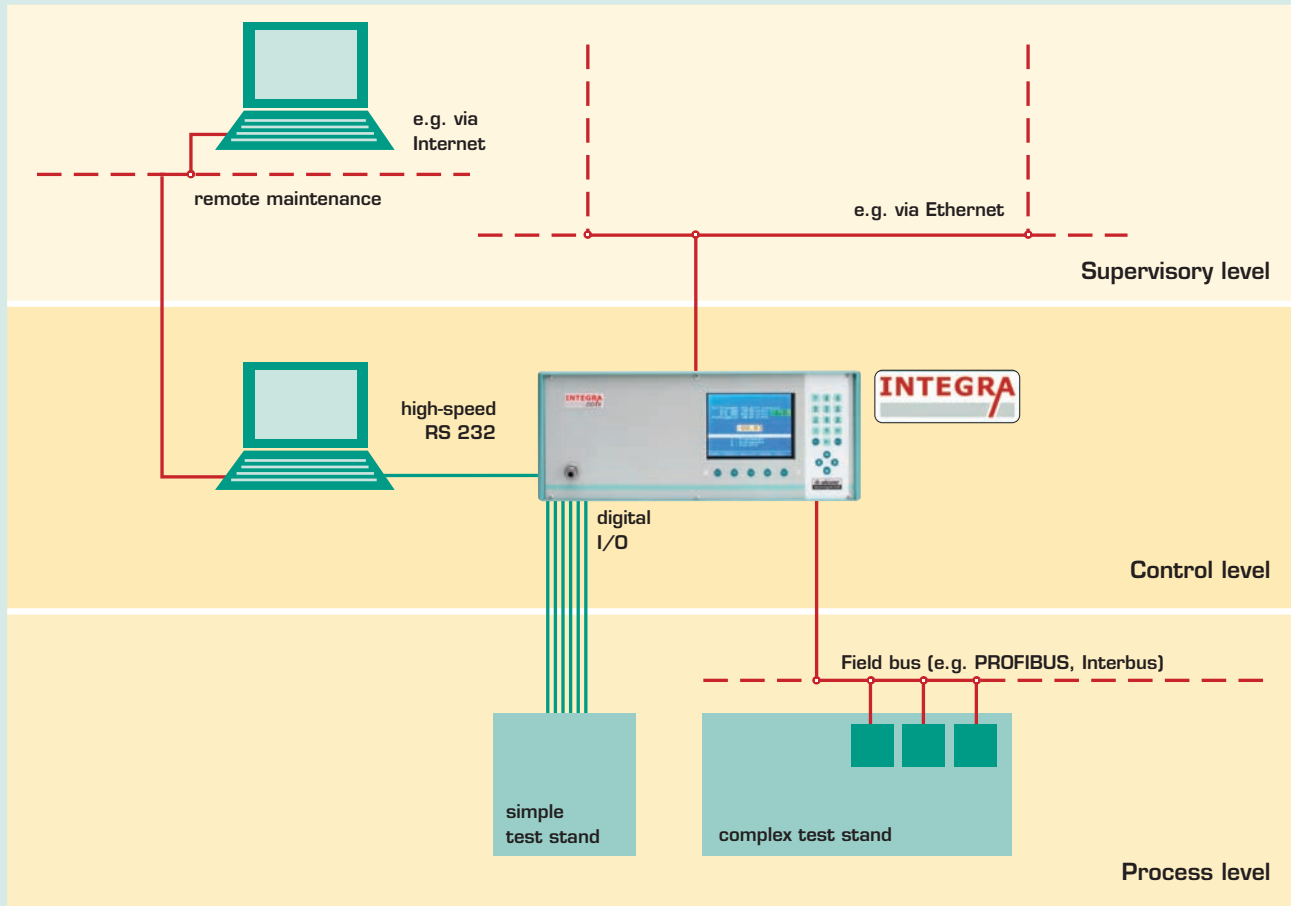 e.g. via
Internet
remote maintenance
e.g. via Ethernet
Supervisory level
high-speed
RS 232
INTEGRA
INTEGRA
digital
I/O
Control level
Field bus (e.g. PROFIBUS, Interbus)
simple
test stand
complex test stand
Process level